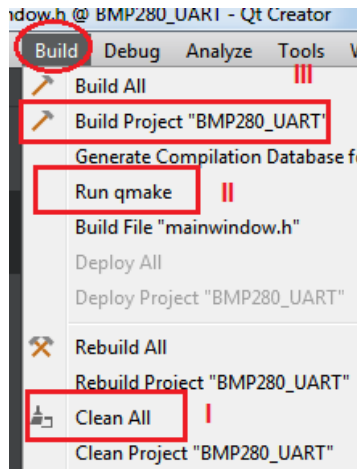 ndow.h @ BMP280_UART - Qt Creator
Build Debug Analyze Tools
III
Build All
Build Project "BMP280_UART"
Generate Compilation Database f
Run qmake II
Build File "mainwindow.h"
Deploy All
Deploy Project "BMP280_UART"
Rebuild All
Rebuild Project "BMP280_UART"
Clean All I
Clean Project "BMP280_UART"